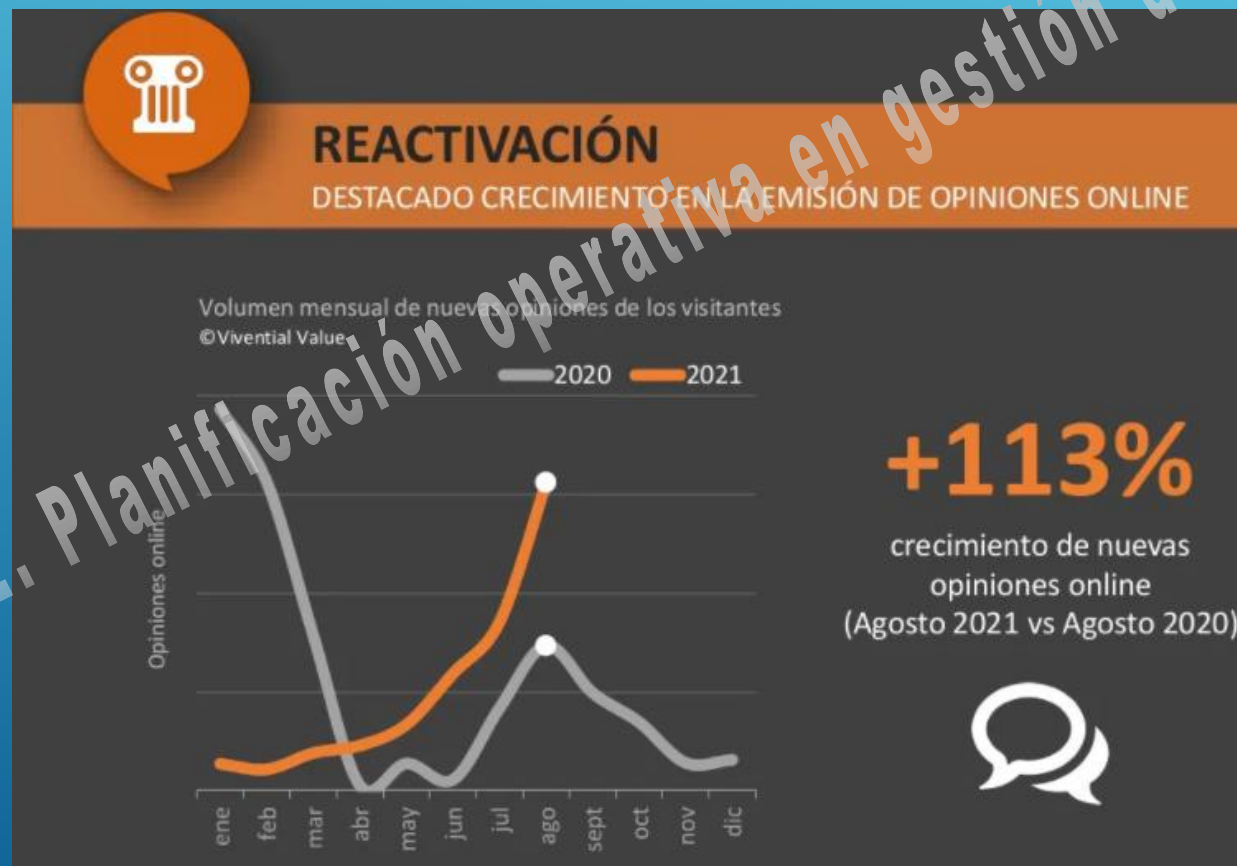 REACTIVACIÓN
DESTACADO CRECIMIENTO EN LA EMISIÓN DE OPINIONES ONLINE
Volumen mensual de nuevas opiniones de los visitantes
©Vivential Value
2020 2021
Opiniones online
ene feb mar abr may jun jul ago sept oct nov dic
+113%
crecimiento de nuevas
opiniones online
(Agosto 2021 vs Agosto 2020)
. Planificación operativa en gestión